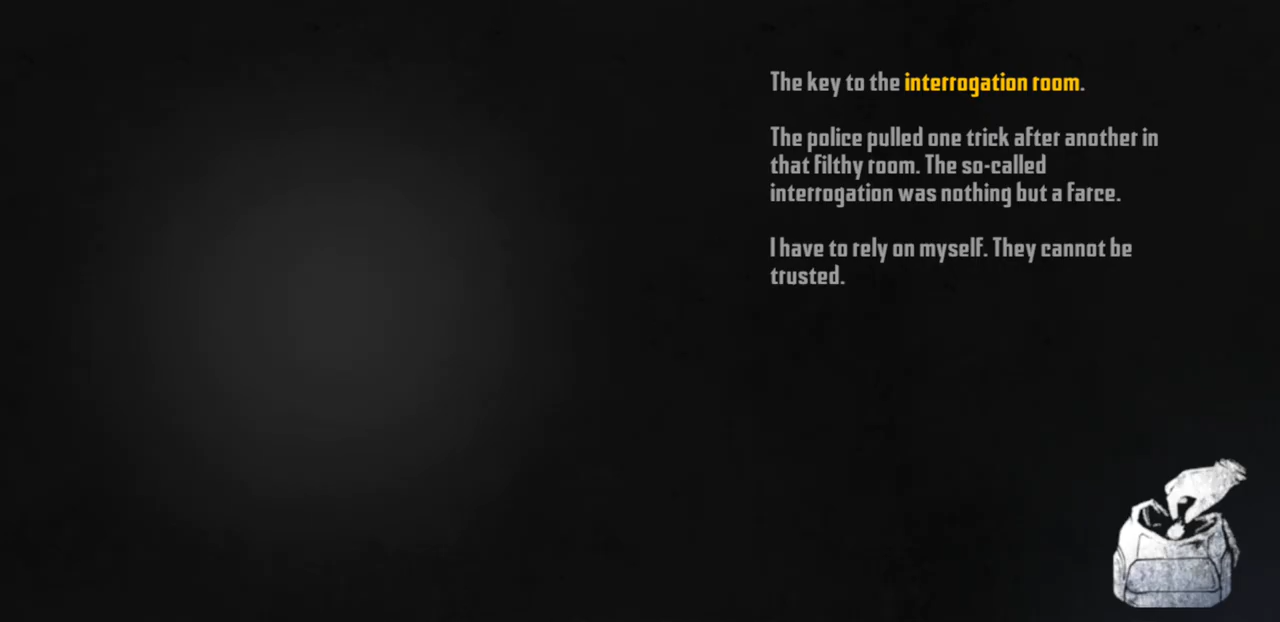 The key to the interrogation room.
The police pulled one trick after another in
that filthy room. The so-called
interrogation was nothing but a farce.
I have to rely on myself. They cannot be
trusted.